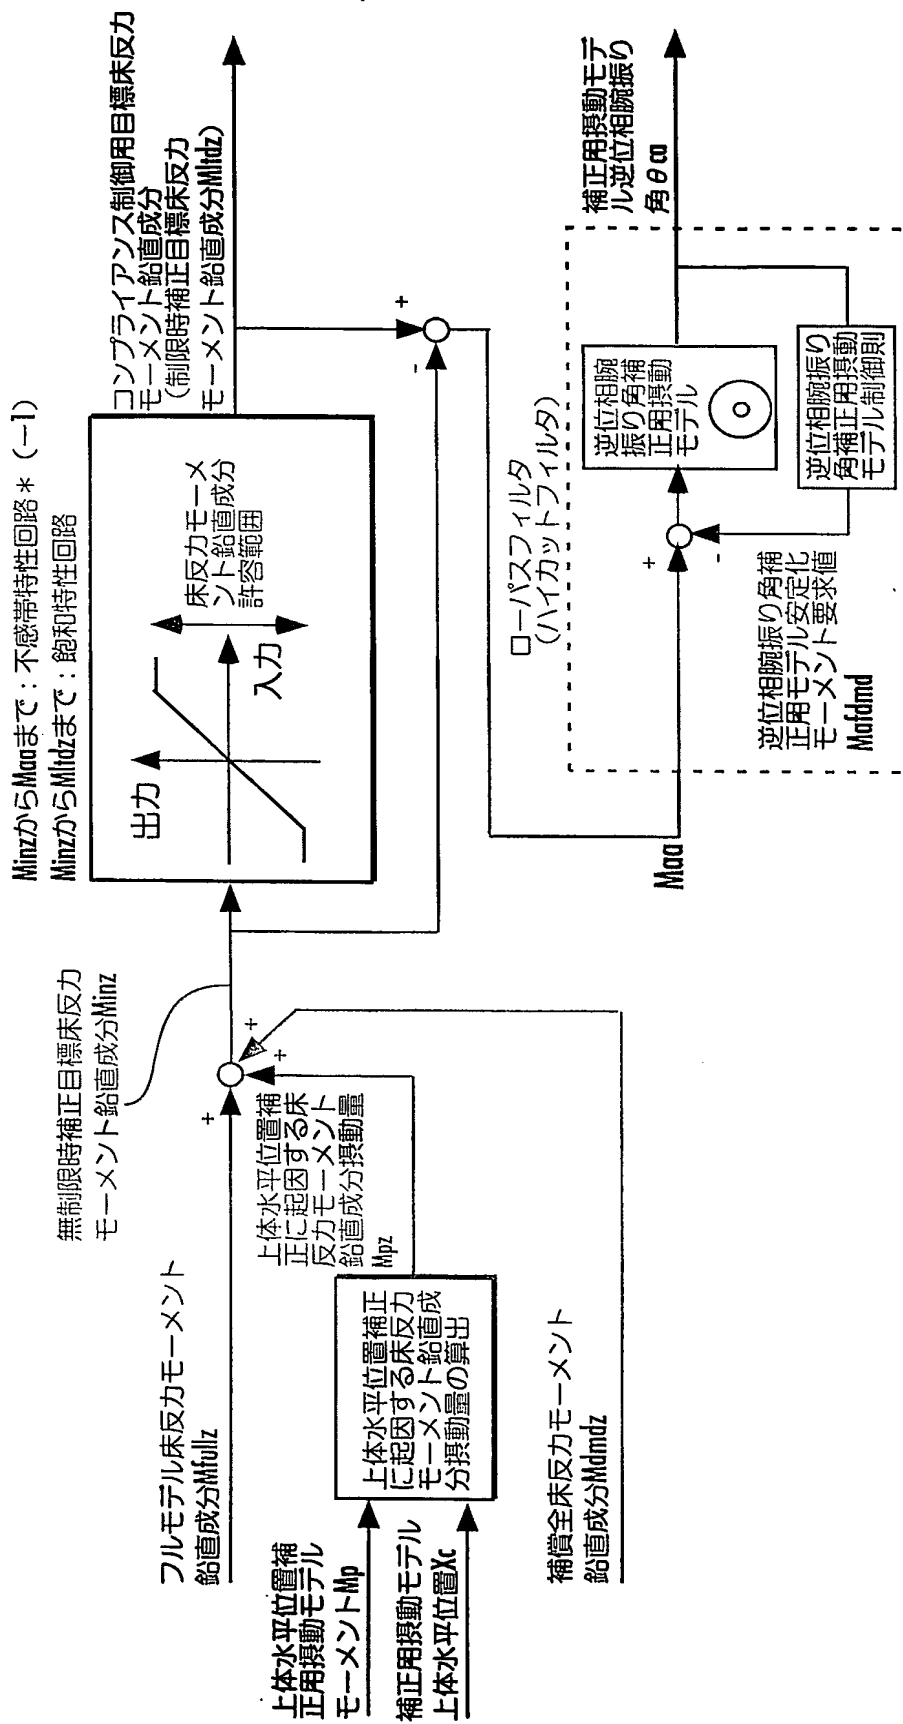 MinzからMaaまで：不感帯特性回路＊（−1）
MinzからMltdzまで：飽和特性回路
無制限時補正目標床反力
モーメント鉛直成分Minz
フルモデル床反力モーメント
鉛直成分Mfullz
上体水平位置補
正に起因する床
反力モーメント
鉛直成分摂動量
Mpz
上体水平位置補
正用摂動モデル
モーメントMp
補正用摂動モデル
上体水平位置Xc
上体水平位置補正
に起因する床反力
モーメント鉛直成
分摂動量の算出
補償全床反力モーメント
鉛直成分Mdmdz
+
+
+
出力
入力
床反力モーメ
ント鉛直成分
許容範囲
コンプライアンス制御用目標床反力
モーメント鉛直成分
（制限時補正目標床反力
モーメント鉛直成分Mltdz）
+
-
ローパスフィルタ
（ハイカットフィルタ）
Maa
+
-
逆位相腕振り角補
正用モデル安定化
モーメント要求値
Mafdmd
逆位相腕
振り角補
正用摂動
モデル
逆位相腕振り
角補正用摂動
モデル制御則
補正用摂動モデ
ル逆位相腕振り
角θca